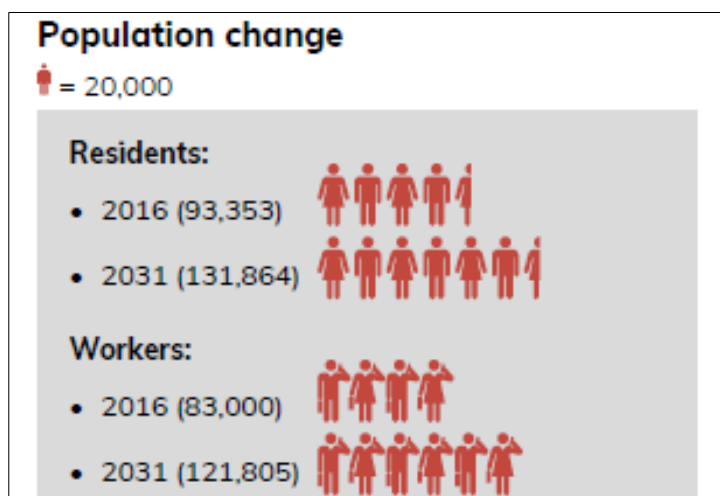 Population change
= 20,000
Residents:
• 2016 (93,353)
• 2031 (131,864)
Workers:
• 2016 (83,000)
• 2031 (121,805)